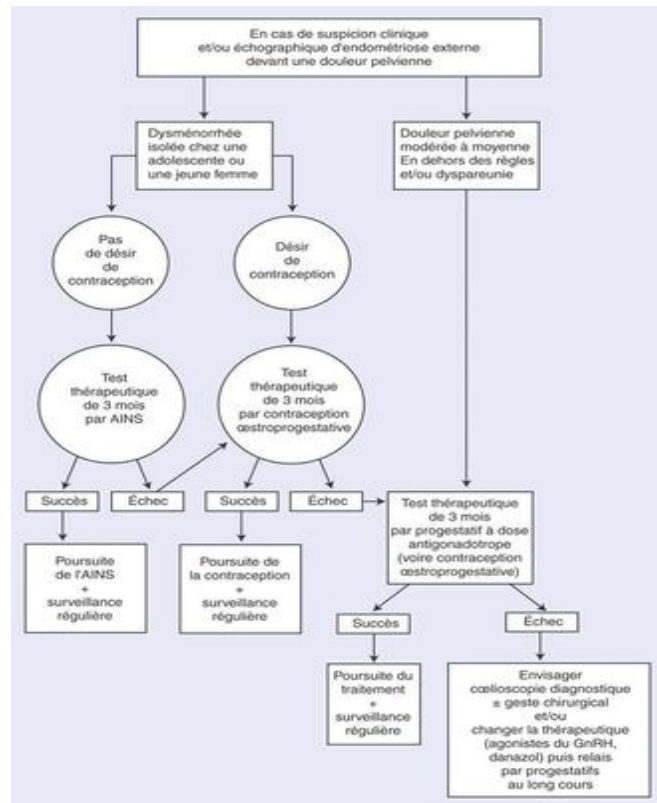 En cas de suspicion clinique
et/ou échographique d'endométriose externe
devant une douleur pelvienne
Dysménorrhée
isolée chez une
adolescente ou
une jeune femme
Douleur pelvienne
modérée à moyenne
En dehors des règles
et/ou dyspareunie
Pas
de désir
de
contraception
Désir
de
contraception
Test
thérapeutique
de 3 mois
par AINS
Test
thérapeutique
de 3 mois
par contraception
œstroprogestative
Succès
Échec
Succès
Échec
Test thérapeutique
de 3 mois
par progestatif à dose
antigonadotrope
(voire contraception
œstroprogestative)
Poursuite
de l'AINS
+
surveillance
régulière
Poursuite de
la contraception
+
surveillance
régulière
Succès
Échec
Poursuite du
traitement
+
surveillance
régulière
Envisager
cœlioscopie diagnostique
± geste chirurgical
et/ou
changer la thérapeutique
(agonistes du GnRH,
danazol) puis relais
par progestatifs
au long cours